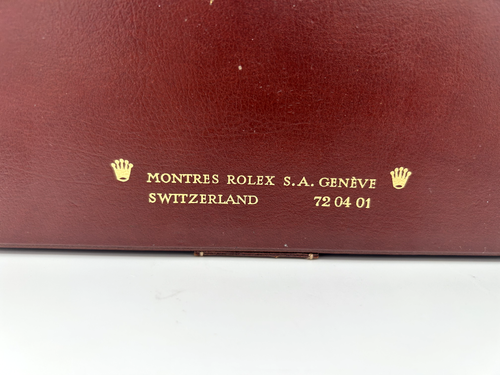 MONTRES ROLEX S.A. GENÈVE
SWITZERLAND 72 04 01